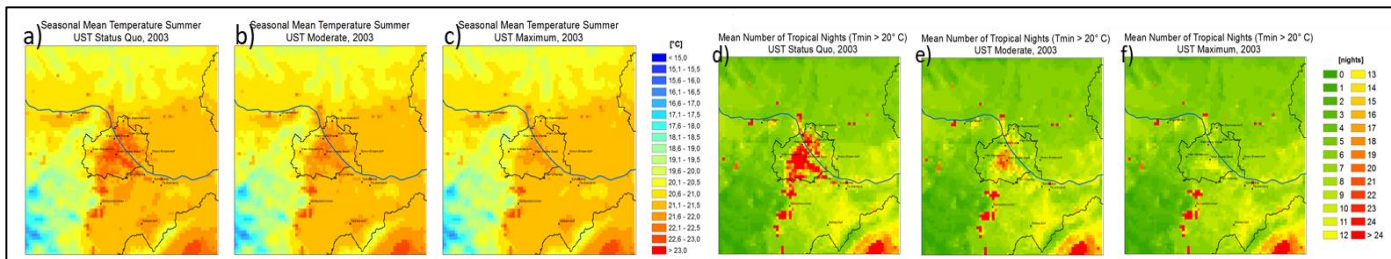 a)
Seasonal Mean Temperature Summer
UST Status Quo, 2003
b)
Seasonal Mean Temperature Summer
UST Moderate, 2003
c)
Seasonal Mean Temperature Summer
UST Maximum, 2003
[°C]
< 15,0
15,1 - 15,5
15,6 - 16,0
16,6 - 17,0
17,1 - 17,5
17,6 - 18,0
18,1 - 18,5
18,6 - 19,0
19,1 - 19,5
19,6 - 20,0
20,1 - 20,5
20,6 - 21,0
21,1 - 21,5
21,6 - 22,0
22,1 - 22,5
22,6 - 23,0
> 23,0
d)
Mean Number of Tropical Nights (Tmin > 20° C)
UST Status Quo, 2003
e)
Mean Number of Tropical Nights (Tmin > 20° C)
UST Moderate, 2003
f)
Mean Number of Tropical Nights (Tmin > 20° C)
UST Maximum, 2003
[nights]
0 13
1 14
2 15
3 16
4 17
5 18
6 19
7 20
8 21
9 22
10 23
11 24
12 > 24